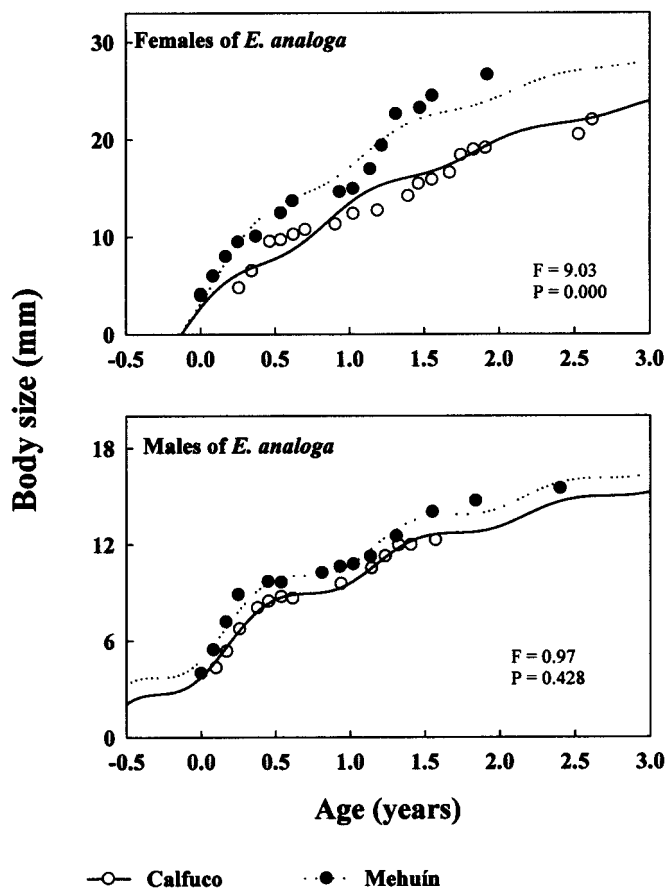 Females of E. analoga
30
20
10
0
F = 9.03
P = 0.000
-0.5 0.0 0.5 1.0 1.5 2.0 2.5 3.0
Body size (mm)
Males of E. analoga
18
12
6
0
F = 0.97
P = 0.428
-0.5 0.0 0.5 1.0 1.5 2.0 2.5 3.0
Age (years)
Calfuco Mehuín